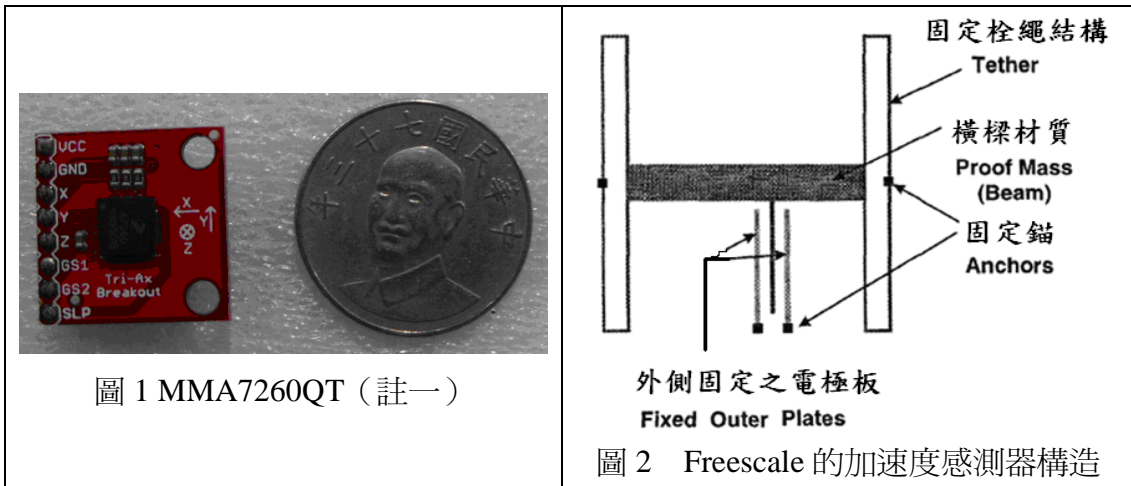 VCC
GND
X
Y
Z
GS1
GS2
SLP
X
Y
Z
Tri-Ax
Breakout
中華民國七十三年
圖 1 MMA7260QT（註一）
固定栓繩結構
Tether
橫樑材質
Proof Mass
(Beam)
固定錨
Anchors
外側固定之電極板
Fixed Outer Plates
圖 2 Freescale 的加速度感測器構造